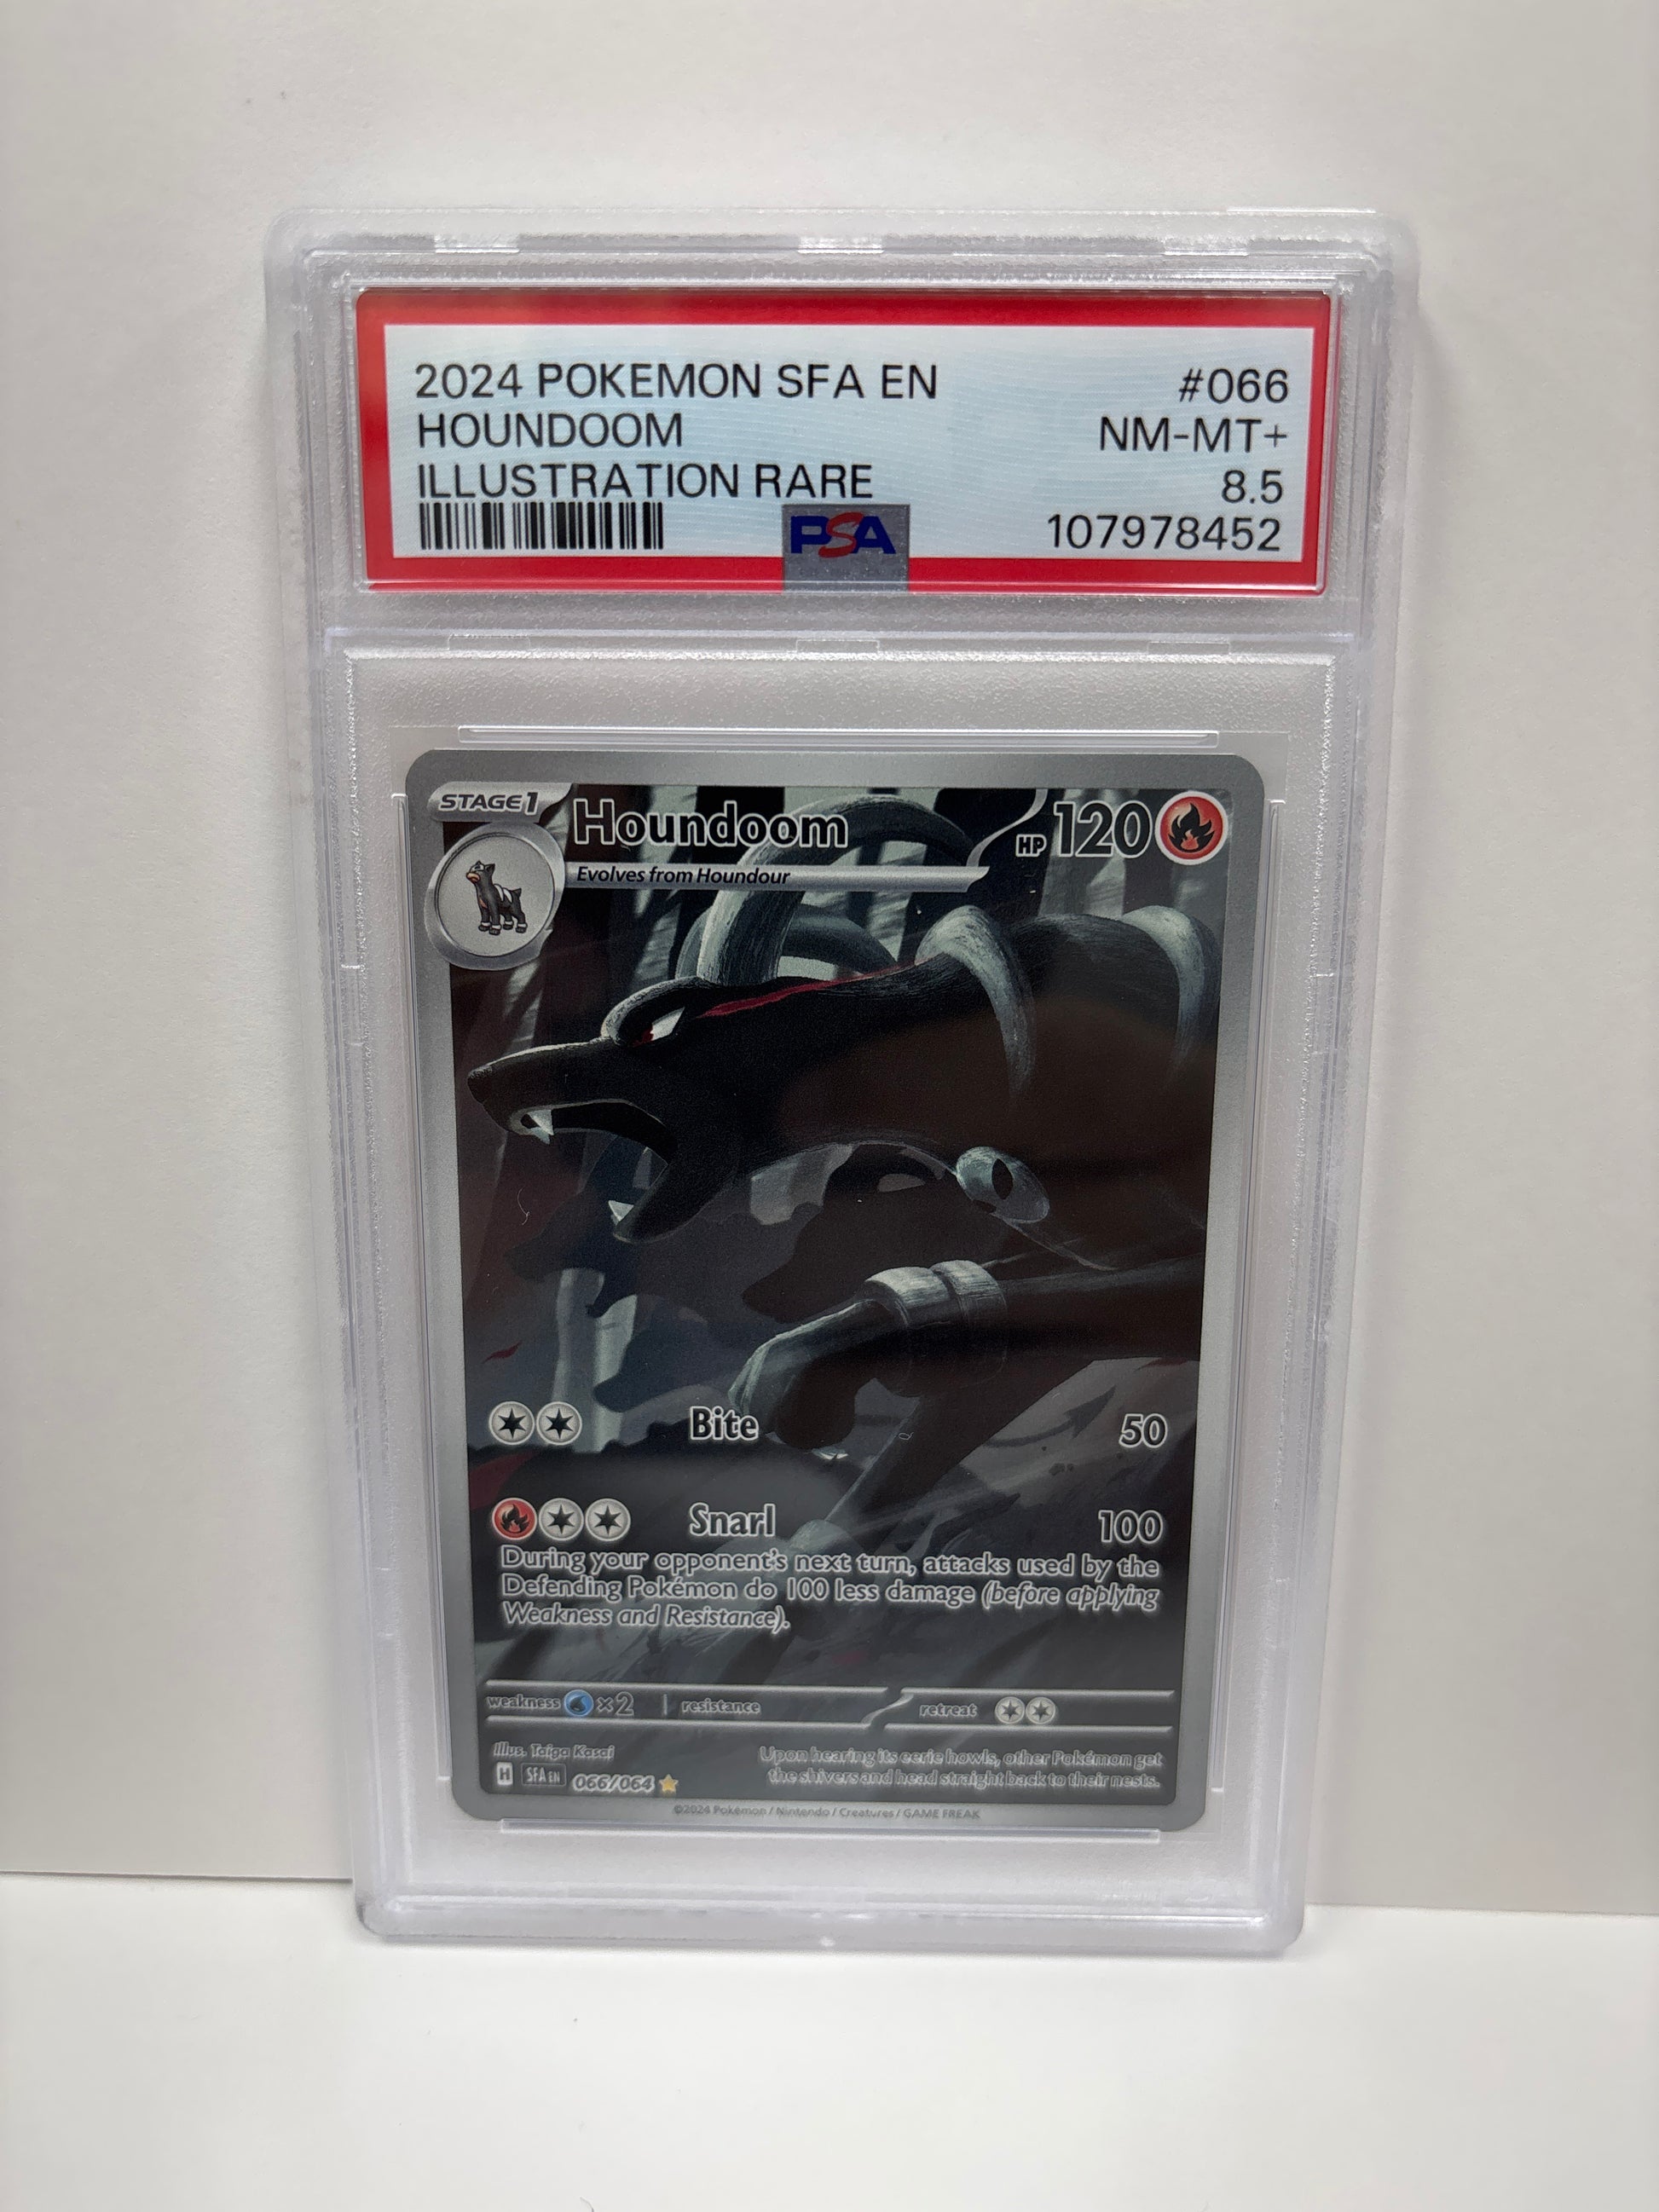 2024 POKEMON SFA EN #066
HOUNDOOM NM-MT+
ILLUSTRATION RARE 8.5
PSA 107978452
STAGE1 Houndoom HP 120
Evolves from Houndour
Bite 50
Snarl 100
During your opponent's next turn, attacks used by the
Defending Pokémon do 100 less damage (before applying
Weakness and Resistance).
weakness ×2 resistance retreat
Illus. Taiga Kasai
Upon hearing its eerie howls, other Pokémon get
the shivers and head straight back to their nests.
H SFA EN 066/064
©2024 Pokémon / Nintendo / Creatures / GAME FREAK